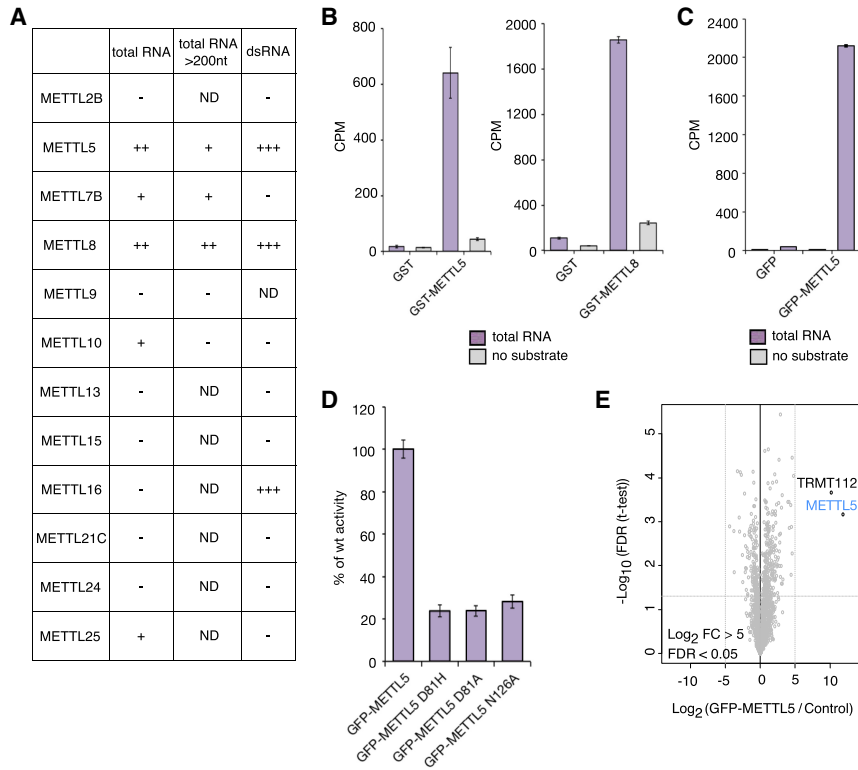 A
total RNA
total RNA >200nt
dsRNA
METTL2B - ND -
METTL5 ++ + +++
METTL7B + + -
METTL8 ++ ++ +++
METTL9 - - ND
METTL10 + - -
METTL13 - ND -
METTL15 - ND -
METTL16 - ND +++
METTL21C - ND -
METTL24 - ND -
METTL25 + ND -
B
CPM
800
600
400
200
0
GST
GST-METTL5
CPM
2000
1600
1200
800
400
0
GST
GST-METTL8
total RNA
no substrate
C
CPM
2400
2000
1600
1200
800
400
0
GFP
GFP-METTL5
total RNA
no substrate
D
% of wt activity
120
100
80
60
40
20
0
GFP-METTL5
GFP-METTL5 D81H
GFP-METTL5 D81A
GFP-METTL5 N126A
E
-Log10 (FDR (t-test))
5
4
3
2
1
0
TRMT112
METTL5
Log2 FC > 5
FDR < 0.05
-10 -5 0 5 10
Log2 (GFP-METTL5 / Control)